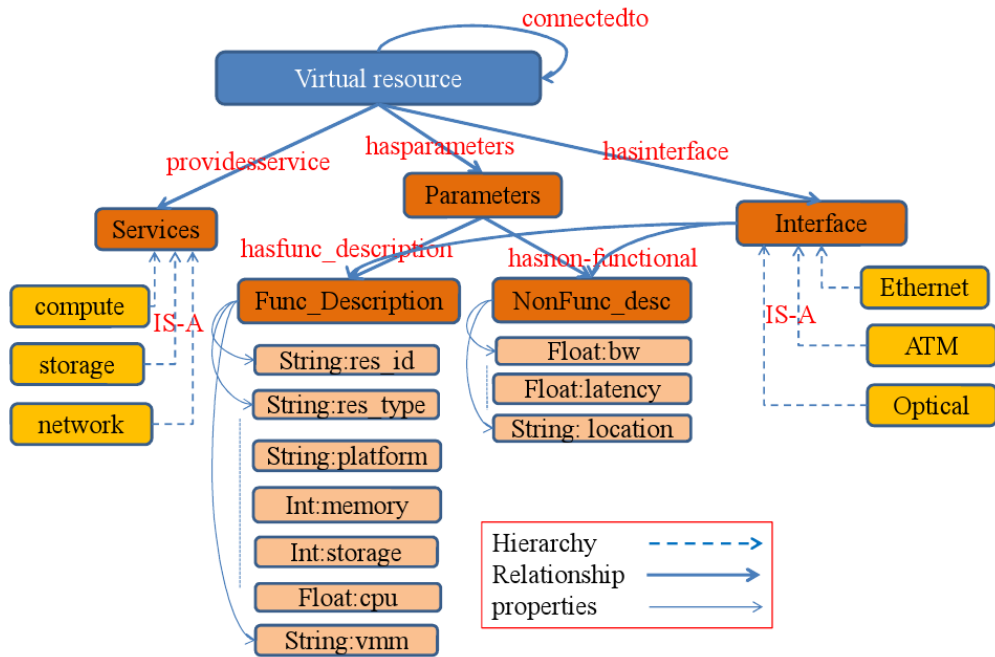 connectedto
Virtual resource
providesservice
hasparameters
hasinterface
Services
Parameters
Interface
hasfunc_description
hasnon-functional
compute
IS-A
storage
network
Func_Description
NonFunc_desc
IS-A
Ethernet
ATM
Optical
String:res_id
String:res_type
String:platform
Int:memory
Int:storage
Float:cpu
String:vmm
Float:bw
Float:latency
String: location
Hierarchy
Relationship
properties